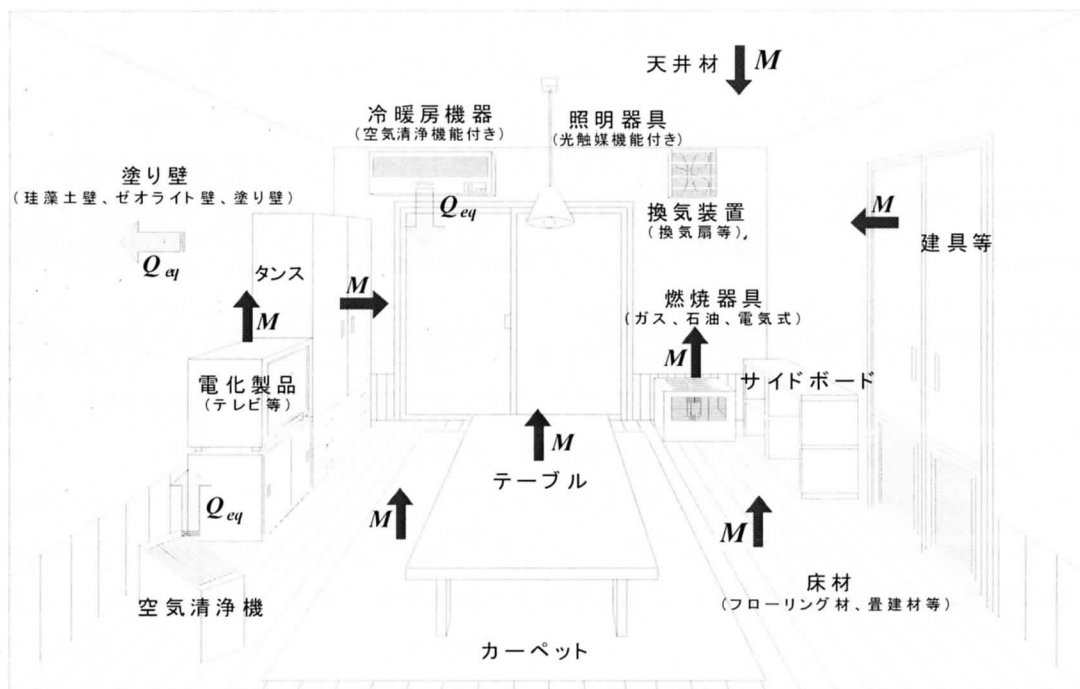 天井材 M
冷暖房機器
(空気清浄機能付き)
照明器具
(光触媒機能付き)
塗り壁
(珪藻土壁、ゼオライト壁、塗り壁)
Qeq
Qeq
換気装置
(換気扇等)
M
建具等
タンス
M
M
燃焼器具
(ガス、石油、電気式)
M
電化製品
(テレビ等)
サイドボード
M
テーブル
Qeq
M
M
空気清浄機
床材
(フローリング材、畳建材等)
カーペット